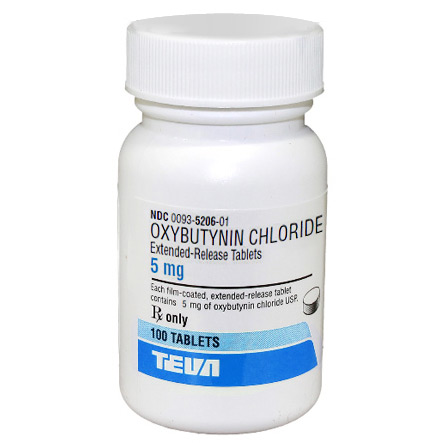 NDC 0093-5206-01
OXYBUTYNIN CHLORIDE
Extended-Release Tablets
5 mg
Each film-coated, extended-release tablet
contains 5 mg of oxybutynin chloride USP.
℞ only
100 TABLETS
TEVA